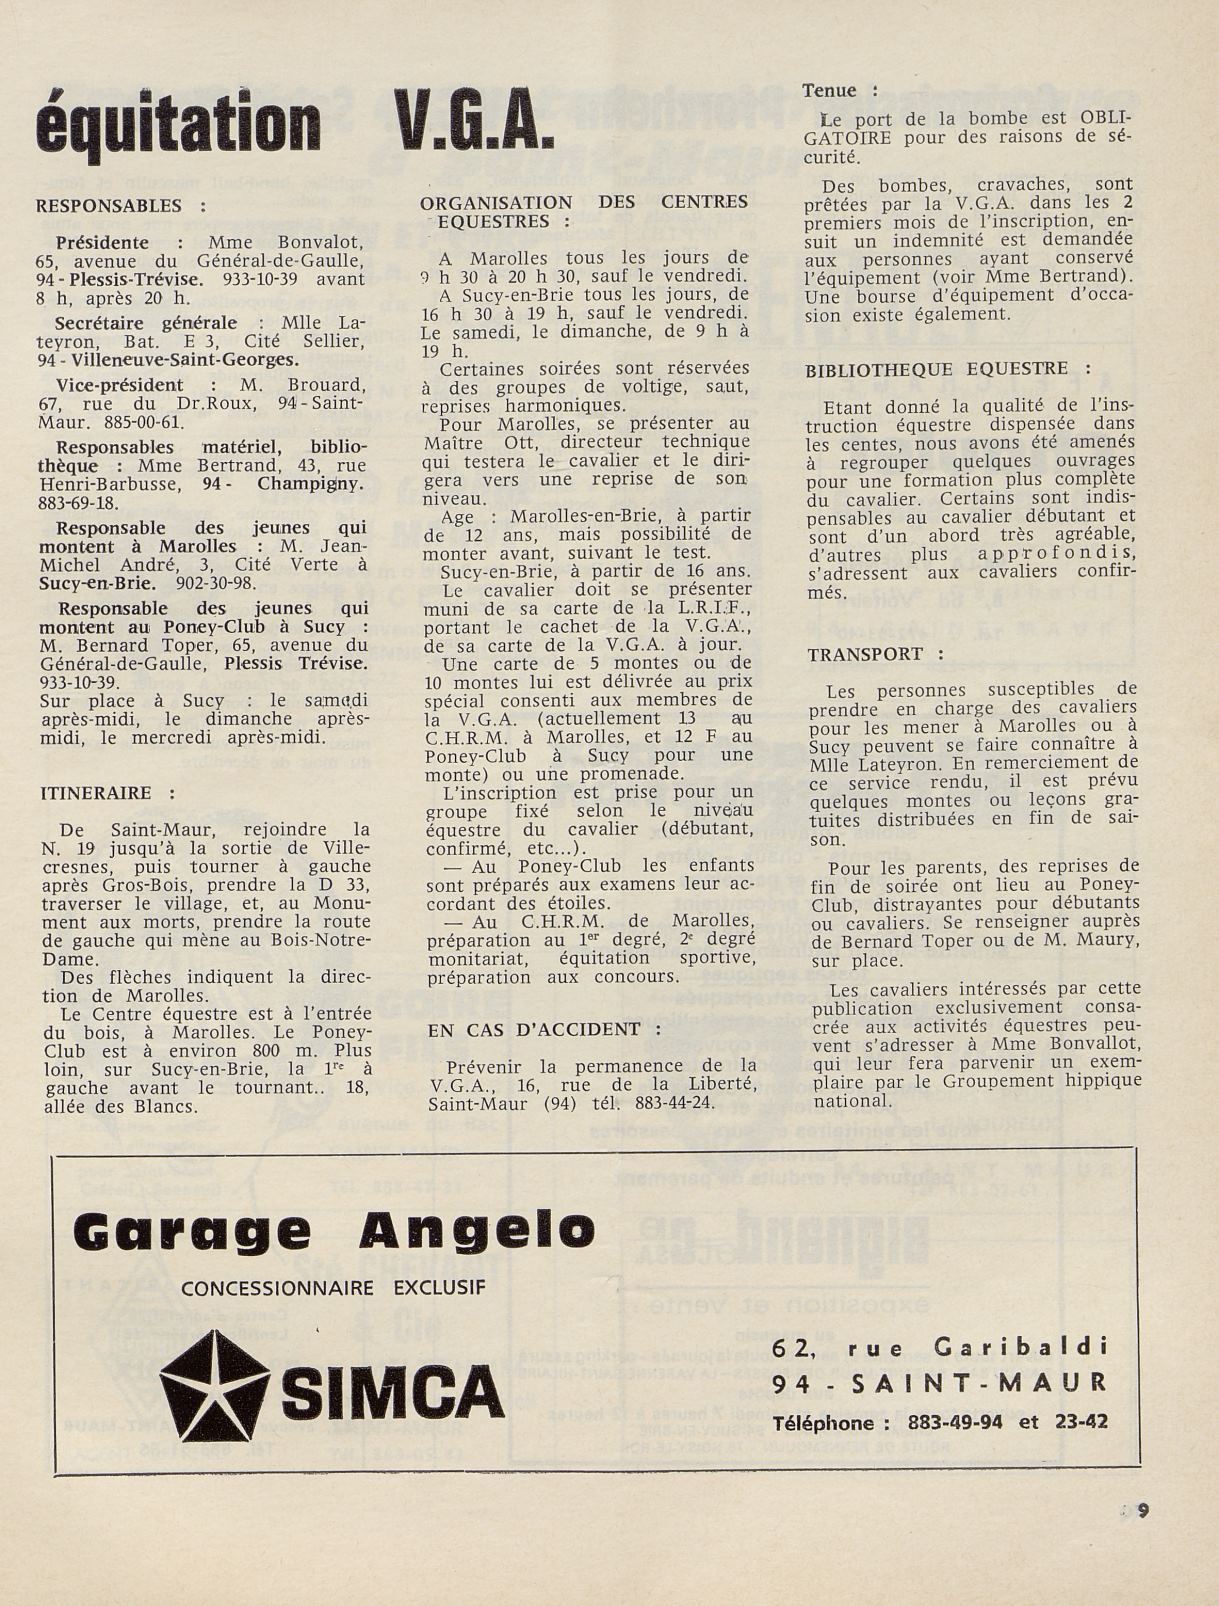 équitation V.G.A.
RESPONSABLES :
Présidente : Mme Bonvalot,
65, avenue du Général-de-Gaulle,
94 - Plessis-Trévise. 933-10-39 avant
8 h, après 20 h.
Secrétaire générale : Mlle La-
teyron, Bat. E 3, Cité Sellier,
94 - Villeneuve-Saint-Georges.
Vice-président : M. Brouard,
67, rue du Dr.Roux, 94 - Saint-
Maur. 885-00-61.
Responsables matériel, biblio-
thèque : Mme Bertrand, 43, rue
Henri-Barbusse, 94 - Champigny.
883-69-18.
Responsable des jeunes qui
montent à Marolles : M. Jean-
Michel André, 3, Cité Verte à
Sucy-en-Brie. 902-30-98.
Responsable des jeunes qui
montent au Poney-Club à Sucy :
M. Bernard Toper, 65, avenue du
Général-de-Gaulle, Plessis Trévise.
933-10-39.
Sur place à Sucy : le samedi
après-midi, le dimanche après-
midi, le mercredi après-midi.
ITINERAIRE :
De Saint-Maur, rejoindre la
N. 19 jusqu'à la sortie de Ville-
cresnes, puis tourner à gauche
après Gros-Bois, prendre la D 33,
traverser le village, et, au Monu-
ment aux morts, prendre la route
de gauche qui mène au Bois-Notre-
Dame.
Des flèches indiquent la direc-
tion de Marolles.
Le Centre équestre est à l'entrée
du bois, à Marolles. Le Poney-
Club est à environ 800 m. Plus
loin, sur Sucy-en-Brie, la 1re à
gauche avant le tournant.. 18,
allée des Blancs.
ORGANISATION DES CENTRES
EQUESTRES :
A Marolles tous les jours de
9 h 30 à 20 h 30, sauf le vendredi.
A Sucy-en-Brie tous les jours, de
16 h 30 à 19 h, sauf le vendredi.
Le samedi, le dimanche, de 9 h à
19 h.
Certaines soirées sont réservées
à des groupes de voltige, saut,
reprises harmoniques.
Pour Marolles, se présenter au
Maître Ott, directeur technique
qui testera le cavalier et le diri-
gera vers une reprise de son
niveau.
Age : Marolles-en-Brie, à partir
de 12 ans, mais possibilité de
monter avant, suivant le test.
Sucy-en-Brie, à partir de 16 ans.
Le cavalier doit se présenter
muni de sa carte de la L.R.I.F.,
portant le cachet de la V.G.A.,
de sa carte de la V.G.A. à jour.
Une carte de 5 montes ou de
10 montes lui est délivrée au prix
spécial consenti aux membres de
la V.G.A. (actuellement 13 au
C.H.R.M. à Marolles, et 12 F au
Poney-Club à Sucy pour une
monte) ou une promenade.
L'inscription est prise pour un
groupe fixé selon le niveau
équestre du cavalier (débutant,
confirmé, etc...).
— Au Poney-Club les enfants
sont préparés aux examens leur ac-
cordant des étoiles.
— Au C.H.R.M. de Marolles,
préparation au 1er degré, 2e degré
monitariat, équitation sportive,
préparation aux concours.
EN CAS D'ACCIDENT :
Prévenir la permanence de la
V.G.A., 16, rue de la Liberté,
Saint-Maur (94) tél. 883-44-24.
Tenue :
Le port de la bombe est OBLI-
GATOIRE pour des raisons de sé-
curité.
Des bombes, cravaches, sont
prêtées par la V.G.A. dans les 2
premiers mois de l'inscription, en-
suit un indemnité est demandée
aux personnes ayant conservé
l'équipement (voir Mme Bertrand).
Une bourse d'équipement d'occa-
sion existe également.
BIBLIOTHEQUE EQUESTRE :
Etant donné la qualité de l'ins-
truction équestre dispensée dans
les centes, nous avons été amenés
à regrouper quelques ouvrages
pour une formation plus complète
du cavalier. Certains sont indis-
pensables au cavalier débutant et
sont d'un abord très agréable,
d'autres plus approfondis,
s'adressent aux cavaliers confir-
més.
TRANSPORT :
Les personnes susceptibles de
prendre en charge des cavaliers
pour les mener à Marolles ou à
Sucy peuvent se faire connaître à
Mlle Lateyron. En remerciement de
ce service rendu, il est prévu
quelques montes ou leçons gra-
tuites distribuées en fin de sai-
son.
Pour les parents, des reprises de
fin de soirée ont lieu au Poney-
Club, distrayantes pour débutants
ou cavaliers. Se renseigner auprès
de Bernard Toper ou de M. Maury,
sur place.
Les cavaliers intéressés par cette
publication exclusivement consa-
crée aux activités équestres peu-
vent s'adresser à Mme Bonvallot,
qui leur fera parvenir un exem-
plaire par le Groupement hippique
national.
Garage Angelo
CONCESSIONNAIRE EXCLUSIF
SIMCA
62, rue Garibaldi
94 - SAINT-MAUR
Téléphone : 883-49-94 et 23-42
9